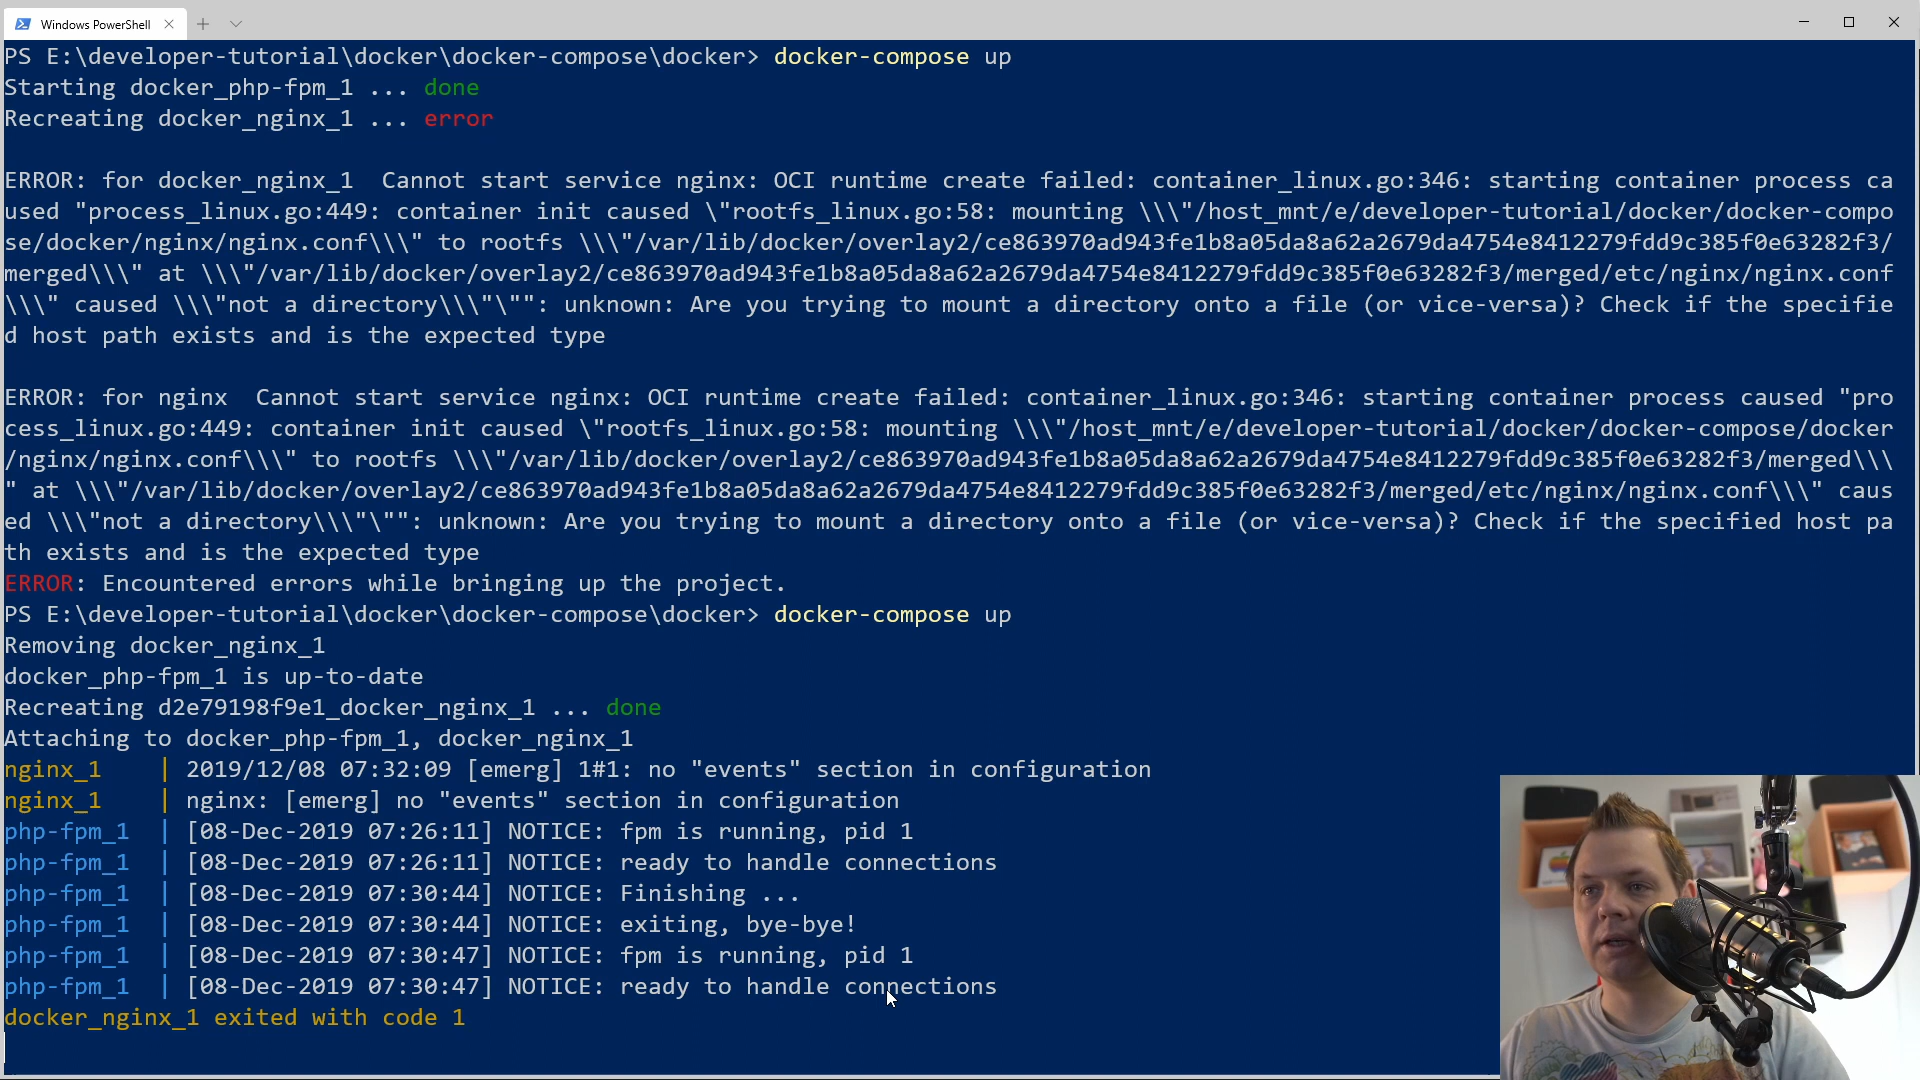 Windows PowerShell
PS E:\developer-tutorial\docker\docker-compose\docker> docker-compose up
Starting docker_php-fpm_1 ... done
Recreating docker_nginx_1 ... error
ERROR: for docker_nginx_1  Cannot start service nginx: OCI runtime create failed: container_linux.go:346: starting container process ca
used "process_linux.go:449: container init caused \"rootfs_linux.go:58: mounting \\\"/host_mnt/e/developer-tutorial/docker/docker-compo
se/docker/nginx/nginx.conf\\\" to rootfs \\\"/var/lib/docker/overlay2/ce863970ad943fe1b8a05da8a62a2679da4754e8412279fdd9c385f0e63282f3/
merged\\\" at \\\"/var/lib/docker/overlay2/ce863970ad943fe1b8a05da8a62a2679da4754e8412279fdd9c385f0e63282f3/merged/etc/nginx/nginx.conf
\\\" caused \\\"not a directory\\\"\"": unknown: Are you trying to mount a directory onto a file (or vice-versa)? Check if the specifie
d host path exists and is the expected type
ERROR: for nginx  Cannot start service nginx: OCI runtime create failed: container_linux.go:346: starting container process caused "pro
cess_linux.go:449: container init caused \"rootfs_linux.go:58: mounting \\\"/host_mnt/e/developer-tutorial/docker/docker-compose/docker
/nginx/nginx.conf\\\" to rootfs \\\"/var/lib/docker/overlay2/ce863970ad943fe1b8a05da8a62a2679da4754e8412279fdd9c385f0e63282f3/merged\\\
" at \\\"/var/lib/docker/overlay2/ce863970ad943fe1b8a05da8a62a2679da4754e8412279fdd9c385f0e63282f3/merged/etc/nginx/nginx.conf\\\" caus
ed \\\"not a directory\\\"\"": unknown: Are you trying to mount a directory onto a file (or vice-versa)? Check if the specified host pa
th exists and is the expected type
ERROR: Encountered errors while bringing up the project.
PS E:\developer-tutorial\docker\docker-compose\docker> docker-compose up
Removing docker_nginx_1
docker_php-fpm_1 is up-to-date
Recreating d2e79198f9e1_docker_nginx_1 ... done
Attaching to docker_php-fpm_1, docker_nginx_1
nginx_1    | 2019/12/08 07:32:09 [emerg] 1#1: no "events" section in configuration
nginx_1    | nginx: [emerg] no "events" section in configuration
php-fpm_1  | [08-Dec-2019 07:26:11] NOTICE: fpm is running, pid 1
php-fpm_1  | [08-Dec-2019 07:26:11] NOTICE: ready to handle connections
php-fpm_1  | [08-Dec-2019 07:30:44] NOTICE: Finishing ...
php-fpm_1  | [08-Dec-2019 07:30:44] NOTICE: exiting, bye-bye!
php-fpm_1  | [08-Dec-2019 07:30:47] NOTICE: fpm is running, pid 1
php-fpm_1  | [08-Dec-2019 07:30:47] NOTICE: ready to handle connections
docker_nginx_1 exited with code 1